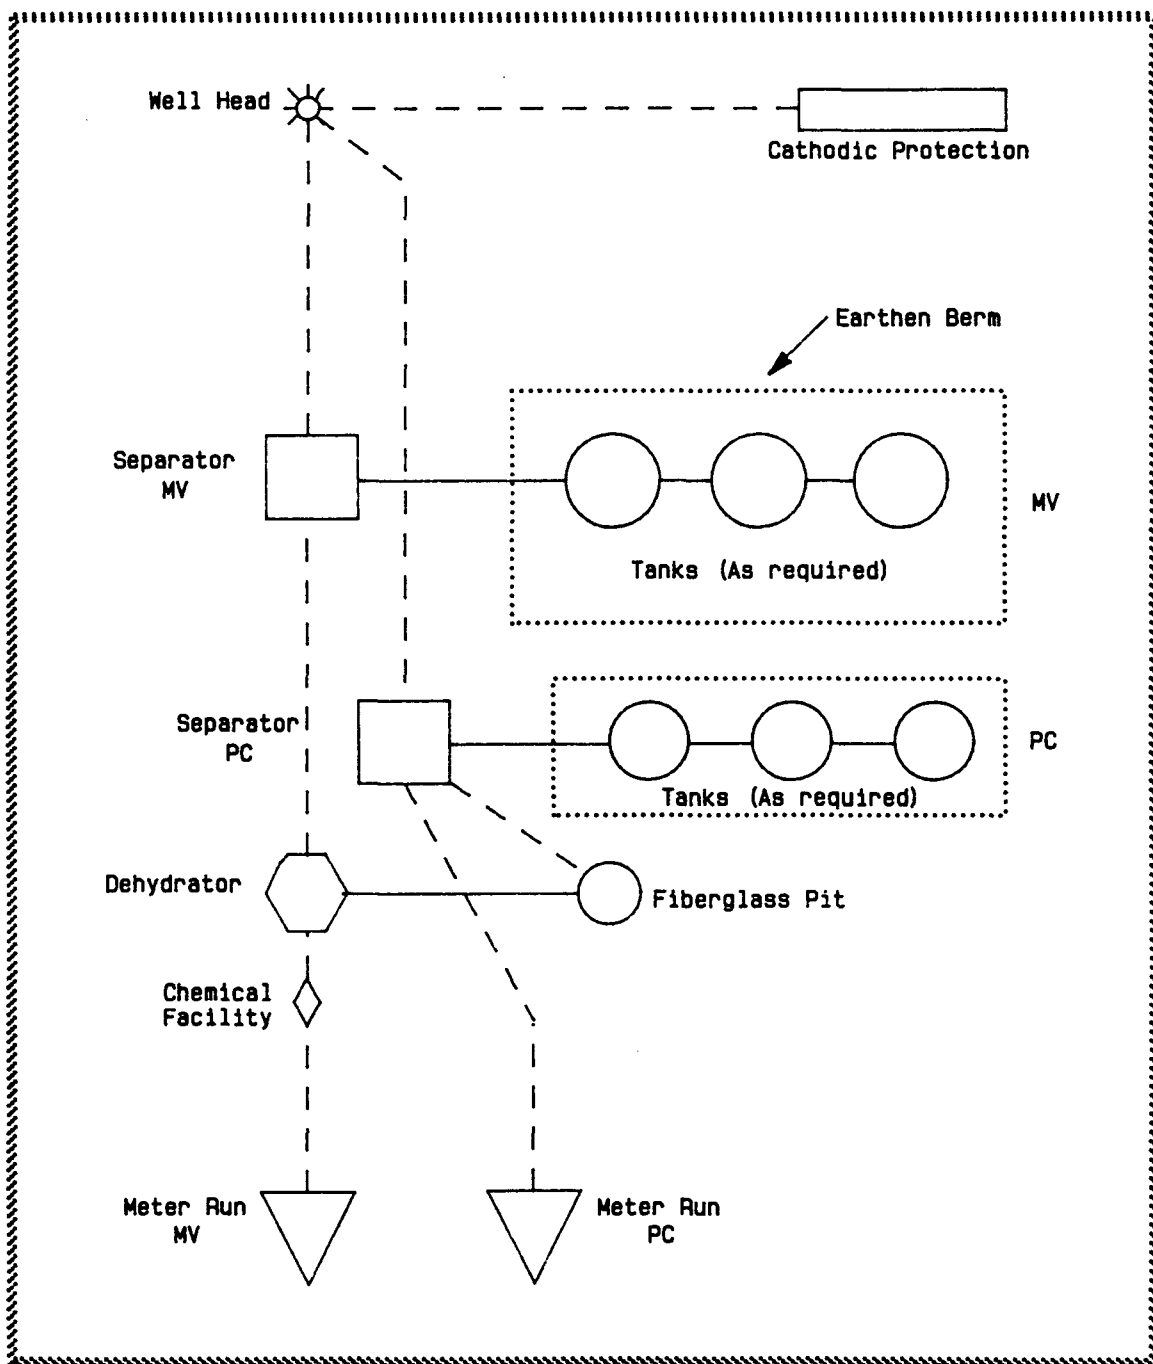 Well Head
Cathodic Protection
Earthen Berm
Separator
MV
MV
Tanks (As required)
Separator
PC
PC
Tanks (As required)
Dehydrator
Fiberglass Pit
Chemical
Facility
Meter Run
MV
Meter Run
PC